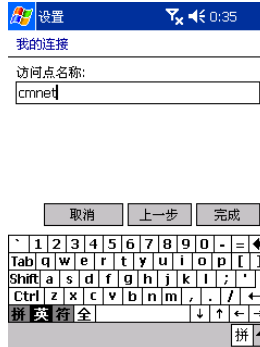 设置 0:35
我的连接
访问点名称:
cmnet
取消 上一步 完成
` 1 2 3 4 5 6 7 8 9 0 - =
Tab q w e r t y u i o p [ ]
Shift a s d f g h j k l ; '
Ctrl z x c v b n m , . /
拼 英 符 全
拼